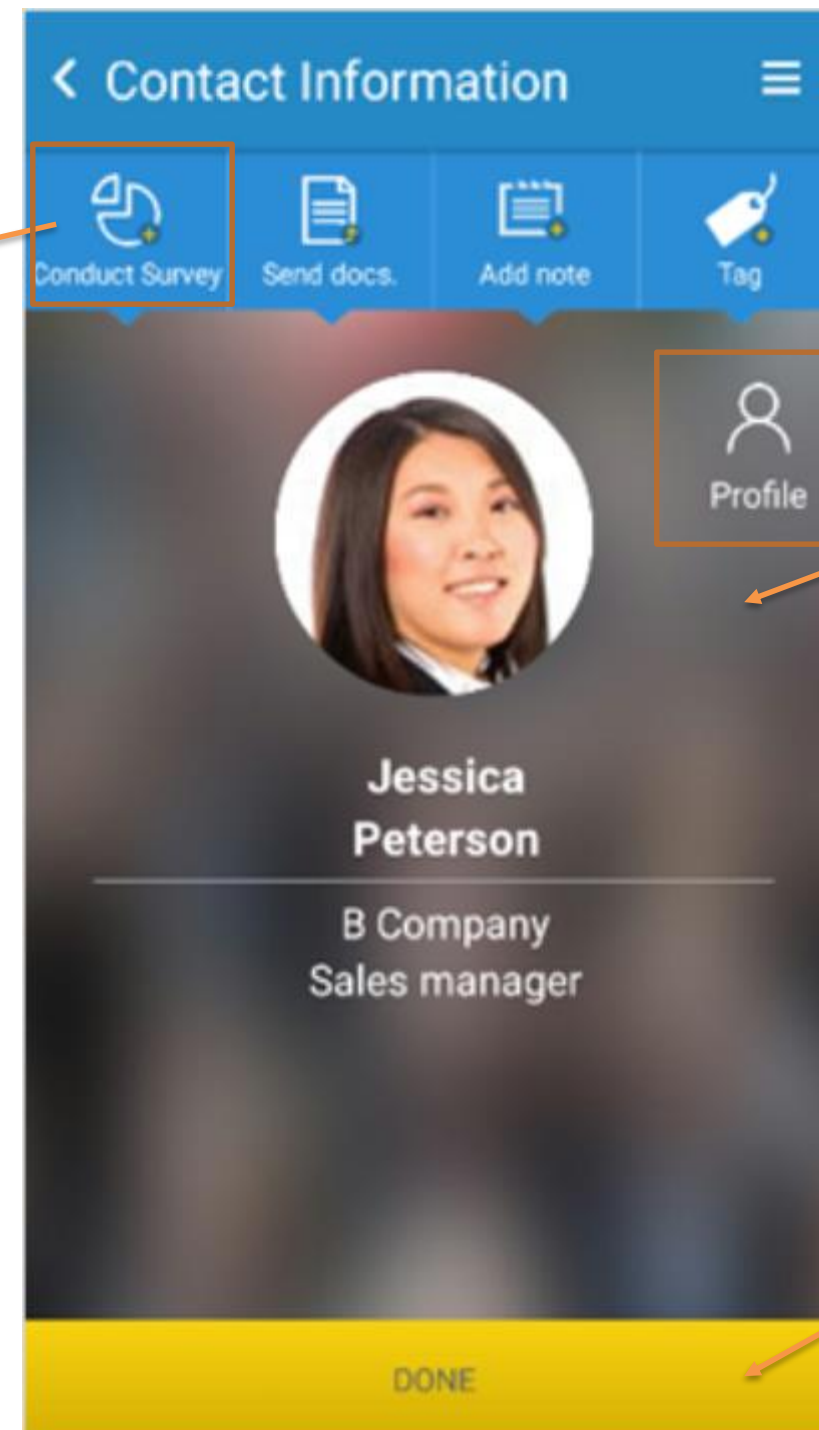 Contact Information
Conduct Survey
Send docs.
Add note
Tag
Profile
Jessica
Peterson
B Company
Sales manager
DONE